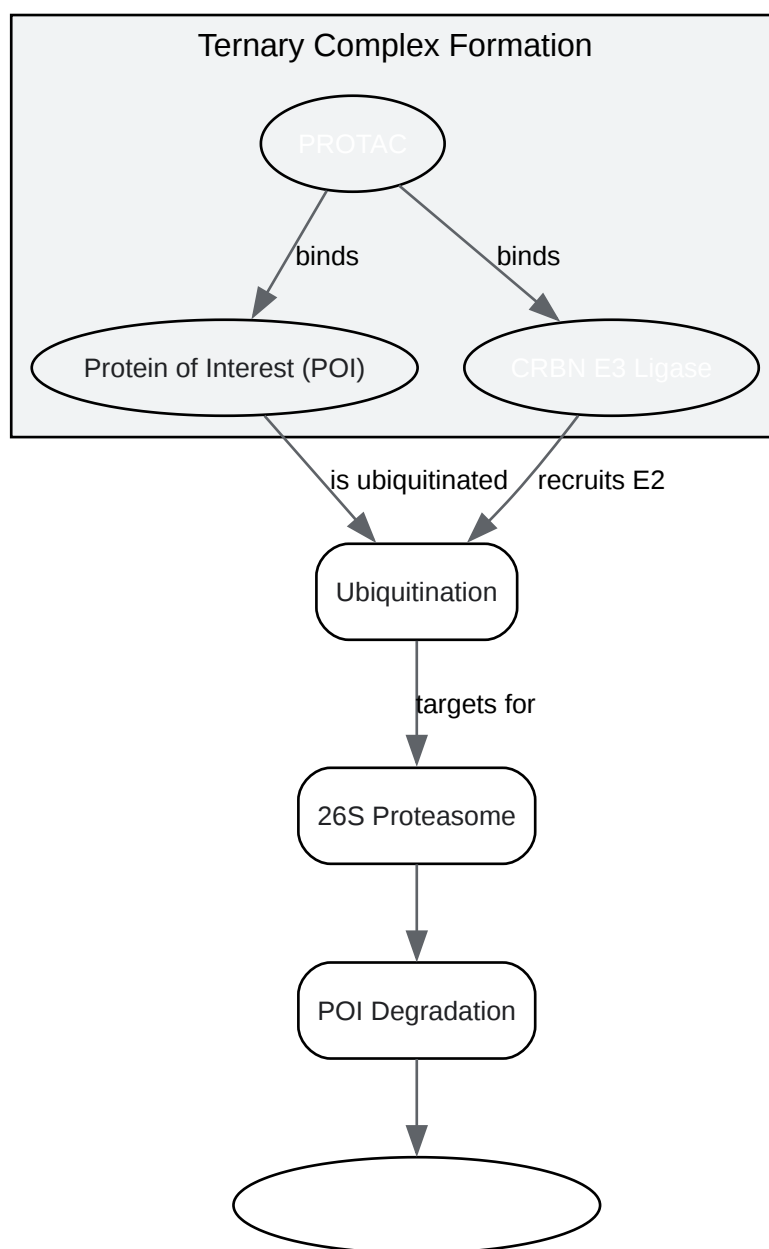 Ternary Complex Formation
PROTAC
binds
binds
Protein of Interest (POI)
CRBN E3 Ligase
is ubiquitinated
recruits E2
Ubiquitination
targets for
26S Proteasome
POI Degradation